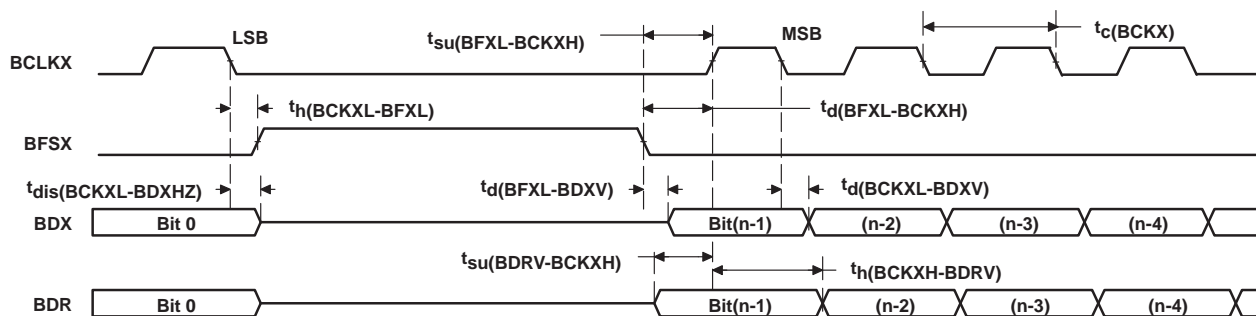 LSB
tsu(BFXL-BCKXH)
MSB
tc(BCKX)
BCLKX
th(BCKXL-BFXL)
td(BFXL-BCKXH)
BFSX
tdis(BCKXL-BDXHZ)
td(BFXL-BDXV)
td(BCKXL-BDXV)
BDX Bit 0 Bit(n-1) (n-2) (n-3) (n-4)
tsu(BDRV-BCKXH)
th(BCKXH-BDRV)
BDR Bit 0 Bit(n-1) (n-2) (n-3) (n-4)